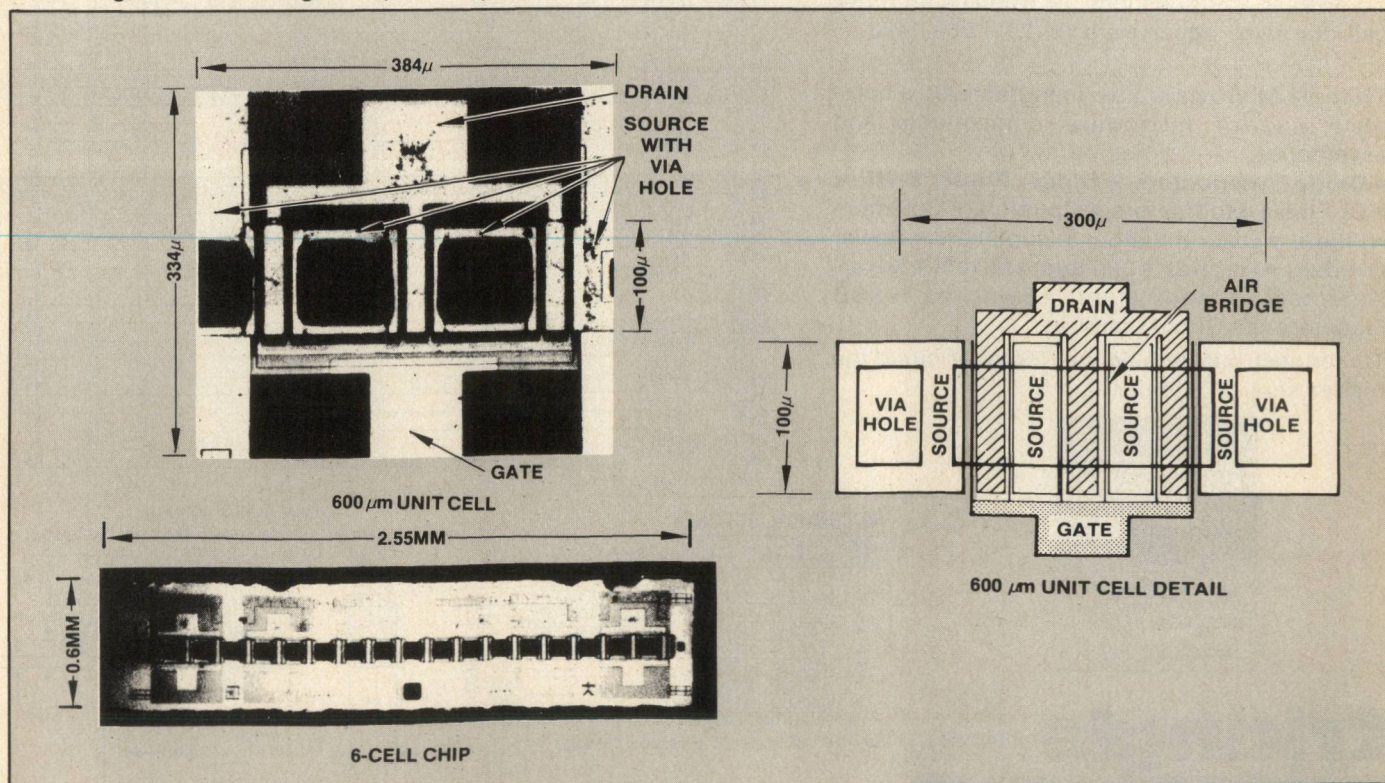 384μ
DRAIN
SOURCE
WITH
VIA
HOLE
334μ
100μ
GATE
600 μm UNIT CELL
2.55MM
0.6MM
6-CELL CHIP
300μ
AIR
BRIDGE
DRAIN
100μ
VIA
HOLE
SOURCE
SOURCE
SOURCE
SOURCE
VIA
HOLE
GATE
600 μm UNIT CELL DETAIL